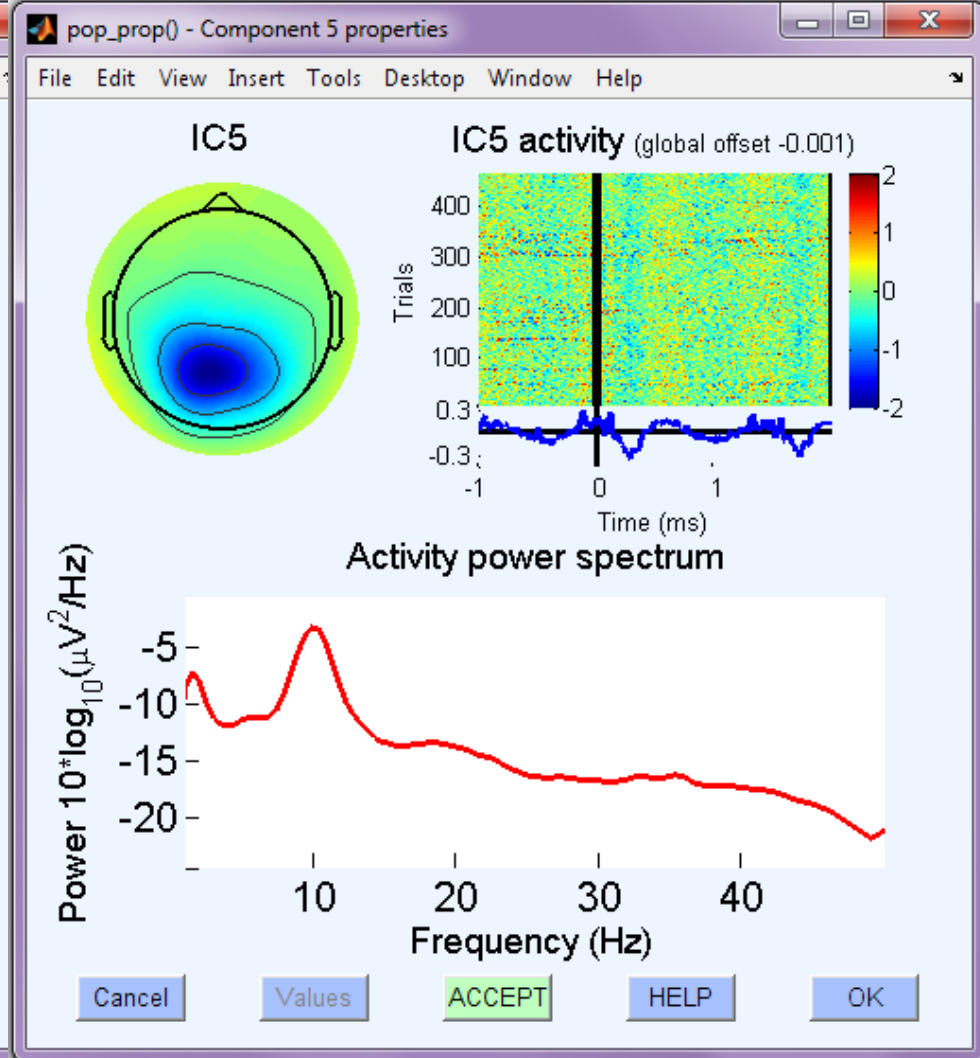 pop_prop() - Component 5 properties
File Edit View Insert Tools Desktop Window Help
IC5
IC5 activity (global offset -0.001)
Trials
400
300
200
100
0.3
-0.3
-1 0 1
Time (ms)
2
1
0
-1
-2
Activity power spectrum
Power 10*log₁₀(μV²/Hz)
-5
-10
-15
-20
10 20 30 40
Frequency (Hz)
Cancel Values ACCEPT HELP OK